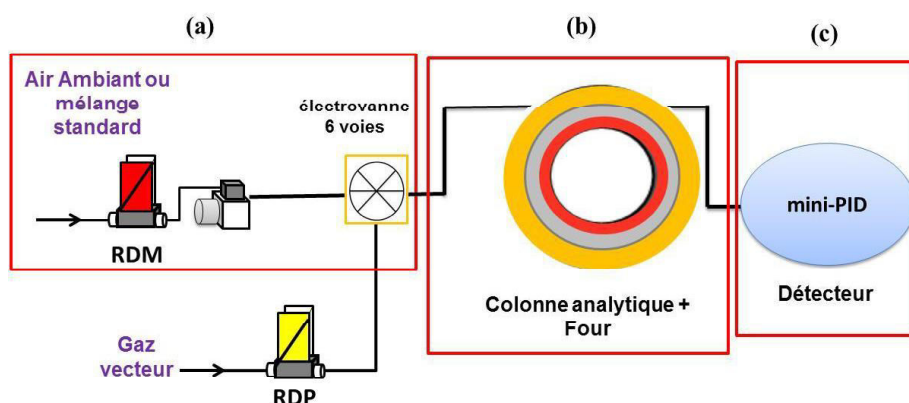 (a)
(b)
(c)
Air Ambiant ou
mélange
standard
électrovanne
6 voies
RDM
mini-PID
Détecteur
Colonne analytique +
Four
Gaz
vecteur
RDP